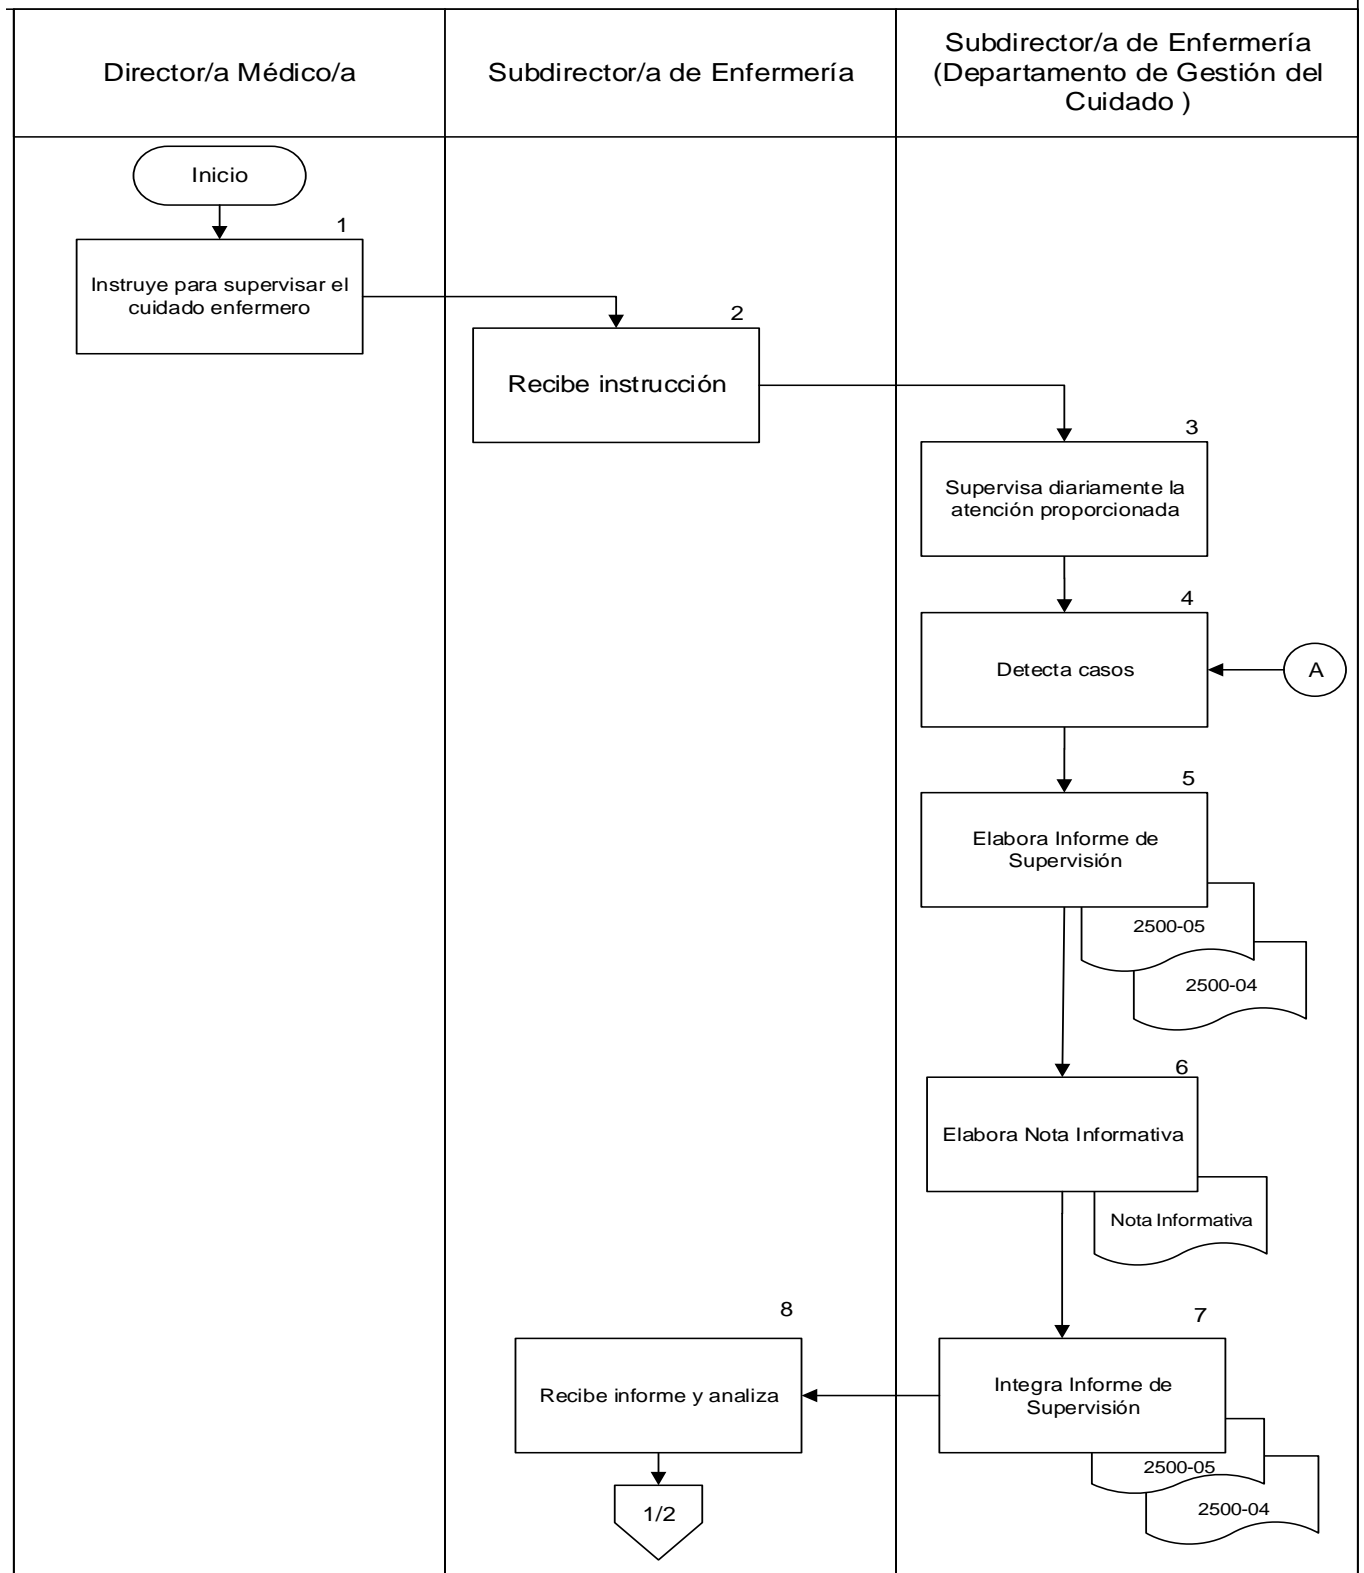 Director/a Médico/a
Subdirector/a de Enfermería
Subdirector/a de Enfermería
(Departamento de Gestión del
Cuidado )
Inicio
1
Instruye para supervisar el
cuidado enfermero
2
Recibe instrucción
3
Supervisa diariamente la
atención proporcionada
4
Detecta casos
A
5
Elabora Informe de
Supervisión
2500-05
2500-04
6
Elabora Nota Informativa
Nota Informativa
7
Integra Informe de
Supervisión
2500-05
2500-04
8
Recibe informe y analiza
1/2